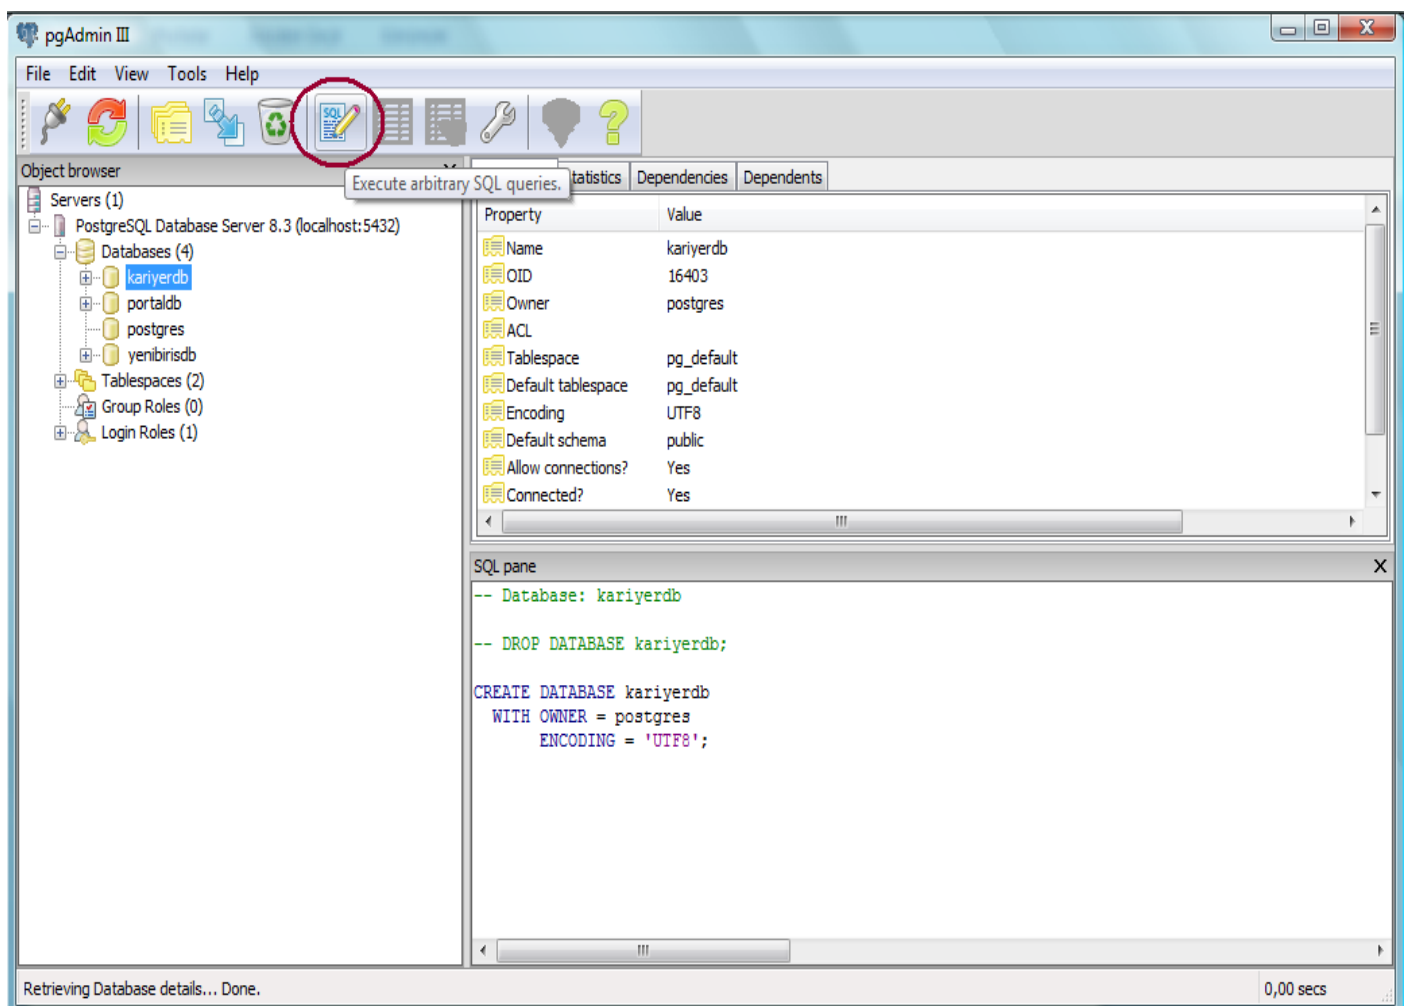 pgAdmin III
File Edit View Tools Help
SQL
Object browser
Execute arbitrary SQL queries.
tatistics Dependencies Dependents
Servers (1)
PostgreSQL Database Server 8.3 (localhost:5432)
Databases (4)
kariyerdb
portaldb
postgres
yenibirisdb
Tablespaces (2)
Group Roles (0)
Login Roles (1)
Property Value
Name kariyerdb
OID 16403
Owner postgres
ACL
Tablespace pg_default
Default tablespace pg_default
Encoding UTF8
Default schema public
Allow connections? Yes
Connected? Yes
SQL pane
-- Database: kariyerdb
-- DROP DATABASE kariyerdb;
CREATE DATABASE kariyerdb
WITH OWNER = postgres
ENCODING = 'UTF8';
Retrieving Database details... Done.
0,00 secs